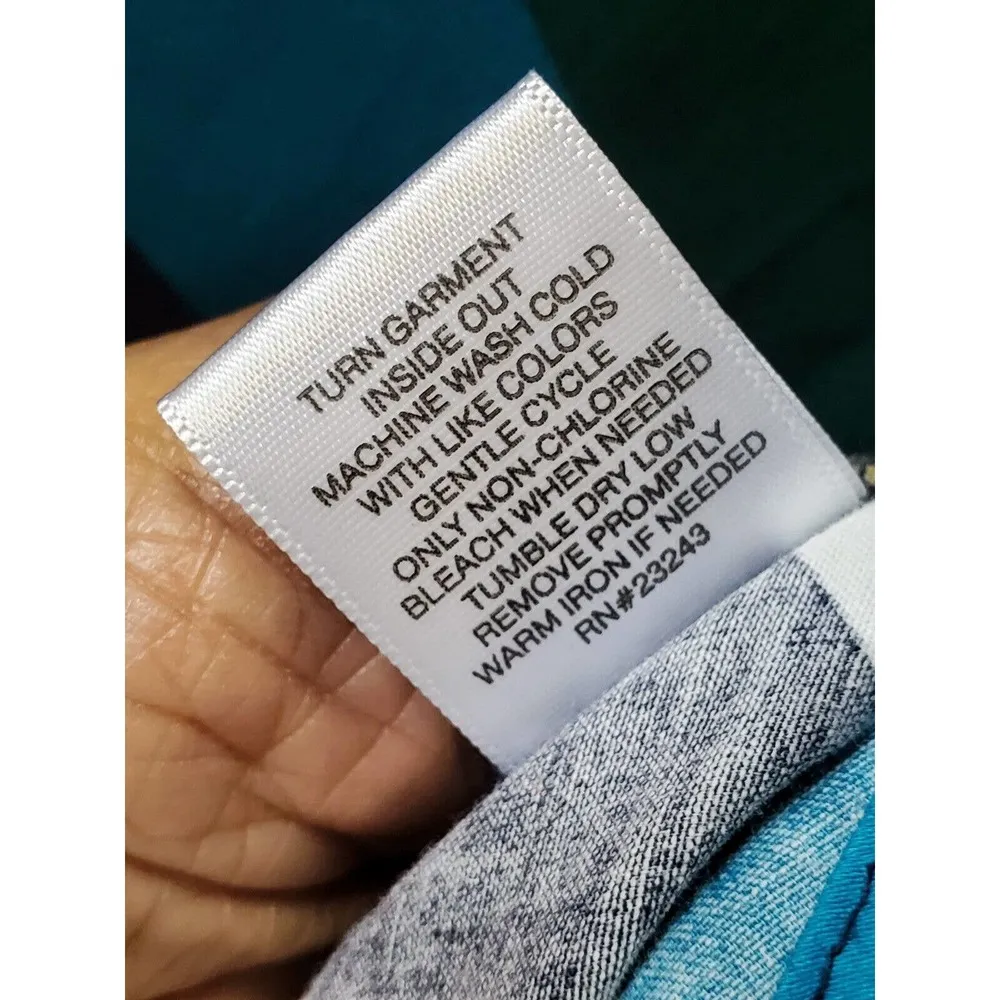 TURN GARMENT
INSIDE OUT
MACHINE WASH COLD
WITH LIKE COLORS
GENTLE CYCLE
ONLY NON-CHLORINE
BLEACH WHEN NEEDED
TUMBLE DRY LOW
REMOVE PROMPTLY
WARM IRON IF NEEDED
RN#23243